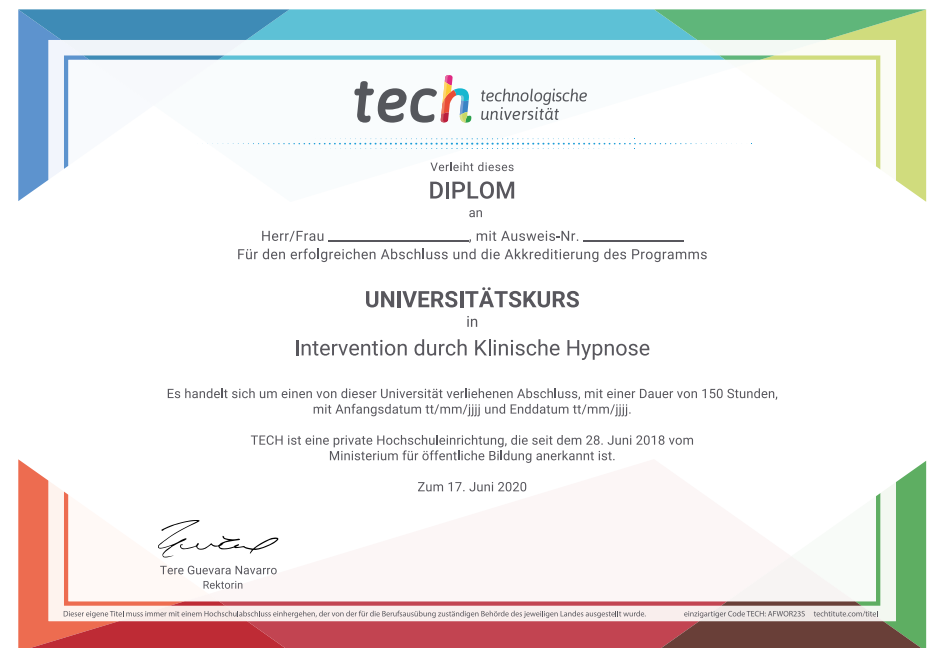 tech technologische
universität
Verleiht dieses
DIPLOM
an
Herr/Frau ____________________, mit Ausweis-Nr. ______________
Für den erfolgreichen Abschluss und die Akkreditierung des Programms
UNIVERSITÄTSKURS
in
Intervention durch Klinische Hypnose
Es handelt sich um einen von dieser Universität verliehenen Abschluss, mit einer Dauer von 150 Stunden,
mit Anfangsdatum tt/mm/jjjj und Enddatum tt/mm/jjjj.
TECH ist eine private Hochschuleinrichtung, die seit dem 28. Juni 2018 vom
Ministerium für öffentliche Bildung anerkannt ist.
Zum 17. Juni 2020
Tere Guevara Navarro
Rektorin
Dieser eigene Titel muss immer mit einem Hochschulabschluss einhergehen, der von der für die Berufsausübung zuständigen Behörde des jeweiligen Landes ausgestellt wurde. einzigartiger Code TECH: AFWOR23S techtitute.com/titel